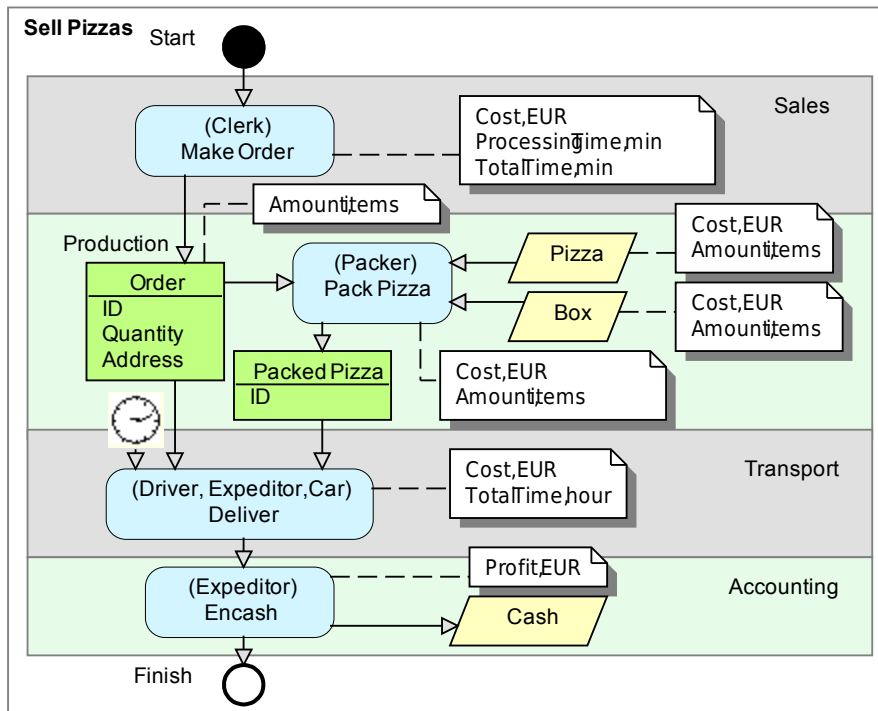 Sell Pizzas
Start
Sales
(Clerk)
Make Order
Cost,EUR
ProcessingTime,min
TotalTime,min
Amount,items
Production
Order
ID
Quantity
Address
(Packer)
Pack Pizza
Pizza
Cost,EUR
Amount,items
Box
Cost,EUR
Amount,items
Packed Pizza
ID
Cost,EUR
Amount,items
Transport
(Driver, Expeditor,Car)
Deliver
Cost,EUR
TotalTime,hour
Accounting
(Expeditor)
Encash
Profit,EUR
Cash
Finish